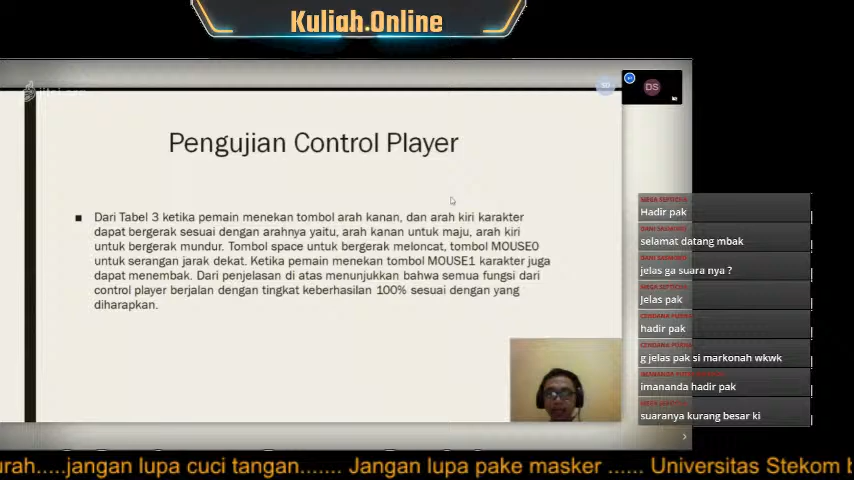 Kuliah.Online
DS
Pengujian Control Player
Dari Tabel 3 ketika pemain menekan tombol arah kanan, dan arah kiri karakter
dapat bergerak sesuai dengan arahnya yaitu, arah kanan untuk maju, arah kiri
untuk bergerak mundur. Tombol space untuk bergerak meloncat, tombol MOUSE0
untuk serangan jarak dekat. Ketika pemain menekan tombol MOUSE1 karakter juga
dapat menembak. Dari penjelasan di atas menunjukkan bahwa semua fungsi dari
control player berjalan dengan tingkat keberhasilan 100% sesuai dengan yang
diharapkan.
Hadir pak
selamat datang mbak
jelas ga suara nya ?
Jelas pak
hadir pak
g jelas pak si markonah wkwk
imananda hadir pak
suaranya kurang besar ki
urah.....jangan lupa cuci tangan....... Jangan lupa pake masker ...... Universitas Stekom b